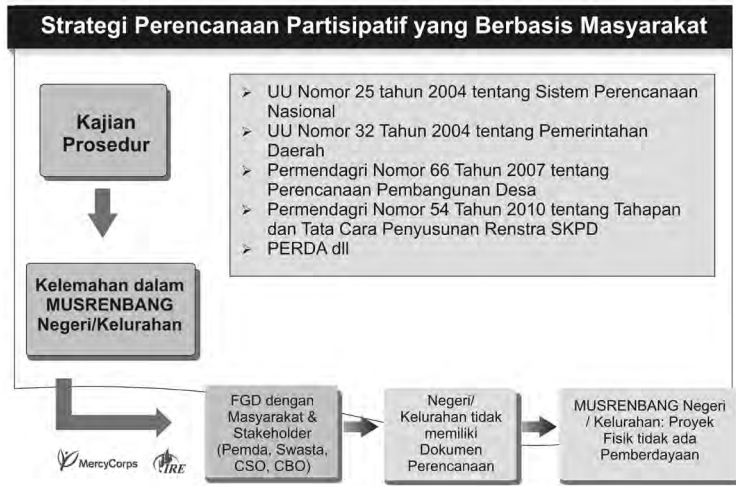 Strategi Perencanaan Partisipatif yang Berbasis Masyarakat
Kajian
Prosedur
➢ UU Nomor 25 tahun 2004 tentang Sistem Perencanaan
Nasional
➢ UU Nomor 32 Tahun 2004 tentang Pemerintahan
Daerah
➢ Permendagri Nomor 66 Tahun 2007 tentang
Perencanaan Pembangunan Desa
➢ Permendagri Nomor 54 Tahun 2010 tentang Tahapan
dan Tata Cara Penyusunan Renstra SKPD
➢ PERDA dll
Kelemahan dalam
MUSRENBANG
Negeri/Kelurahan
FGD dengan
Masyarakat &
Stakeholder
(Pemda, Swasta,
CSO, CBO)
Negeri/
Kelurahan tidak
memiliki
Dokumen
Perencanaan
MUSRENBANG Negeri
/ Kelurahan: Proyek
Fisik tidak ada
Pemberdayaan
MercyCorps
IRE